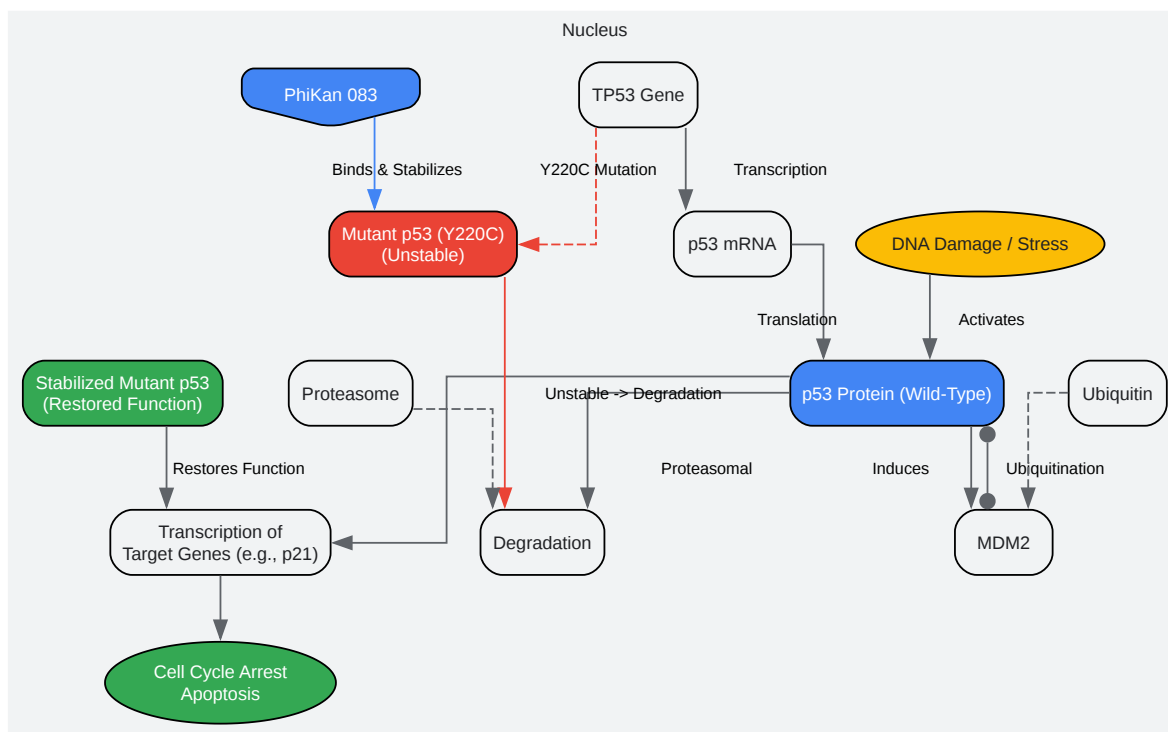 Nucleus
PhiKan 083
TP53 Gene
Binds & Stabilizes
Y220C Mutation
Transcription
Mutant p53 (Y220C)
(Unstable)
p53 mRNA
DNA Damage / Stress
Translation
Activates
Stabilized Mutant p53
(Restored Function)
Proteasome
Unstable -> Degradation
p53 Protein (Wild-Type)
Ubiquitin
Restores Function
Proteasomal
Induces
Ubiquitination
Transcription of
Target Genes (e.g., p21)
Degradation
MDM2
Cell Cycle Arrest
Apoptosis